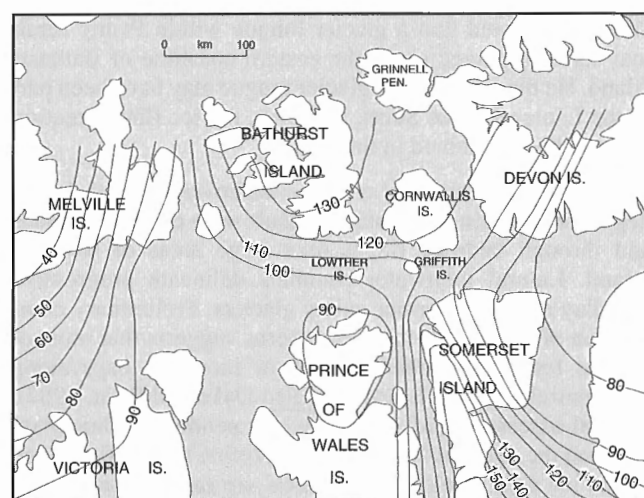 0 km 100
GRINNELL
PEN.
BATHURST
ISLAND
130
MELVILLE
IS.
CORNWALLIS
IS.
DEVON IS.
40
110
100
120
LOWTHER
IS.
GRIFFITH
IS.
50
60
70
80
90
90
PRINCE
OF
WALES
IS.
SOMERSET
ISLAND
80
90
100
VICTORIA IS.
130
140
150
120
110